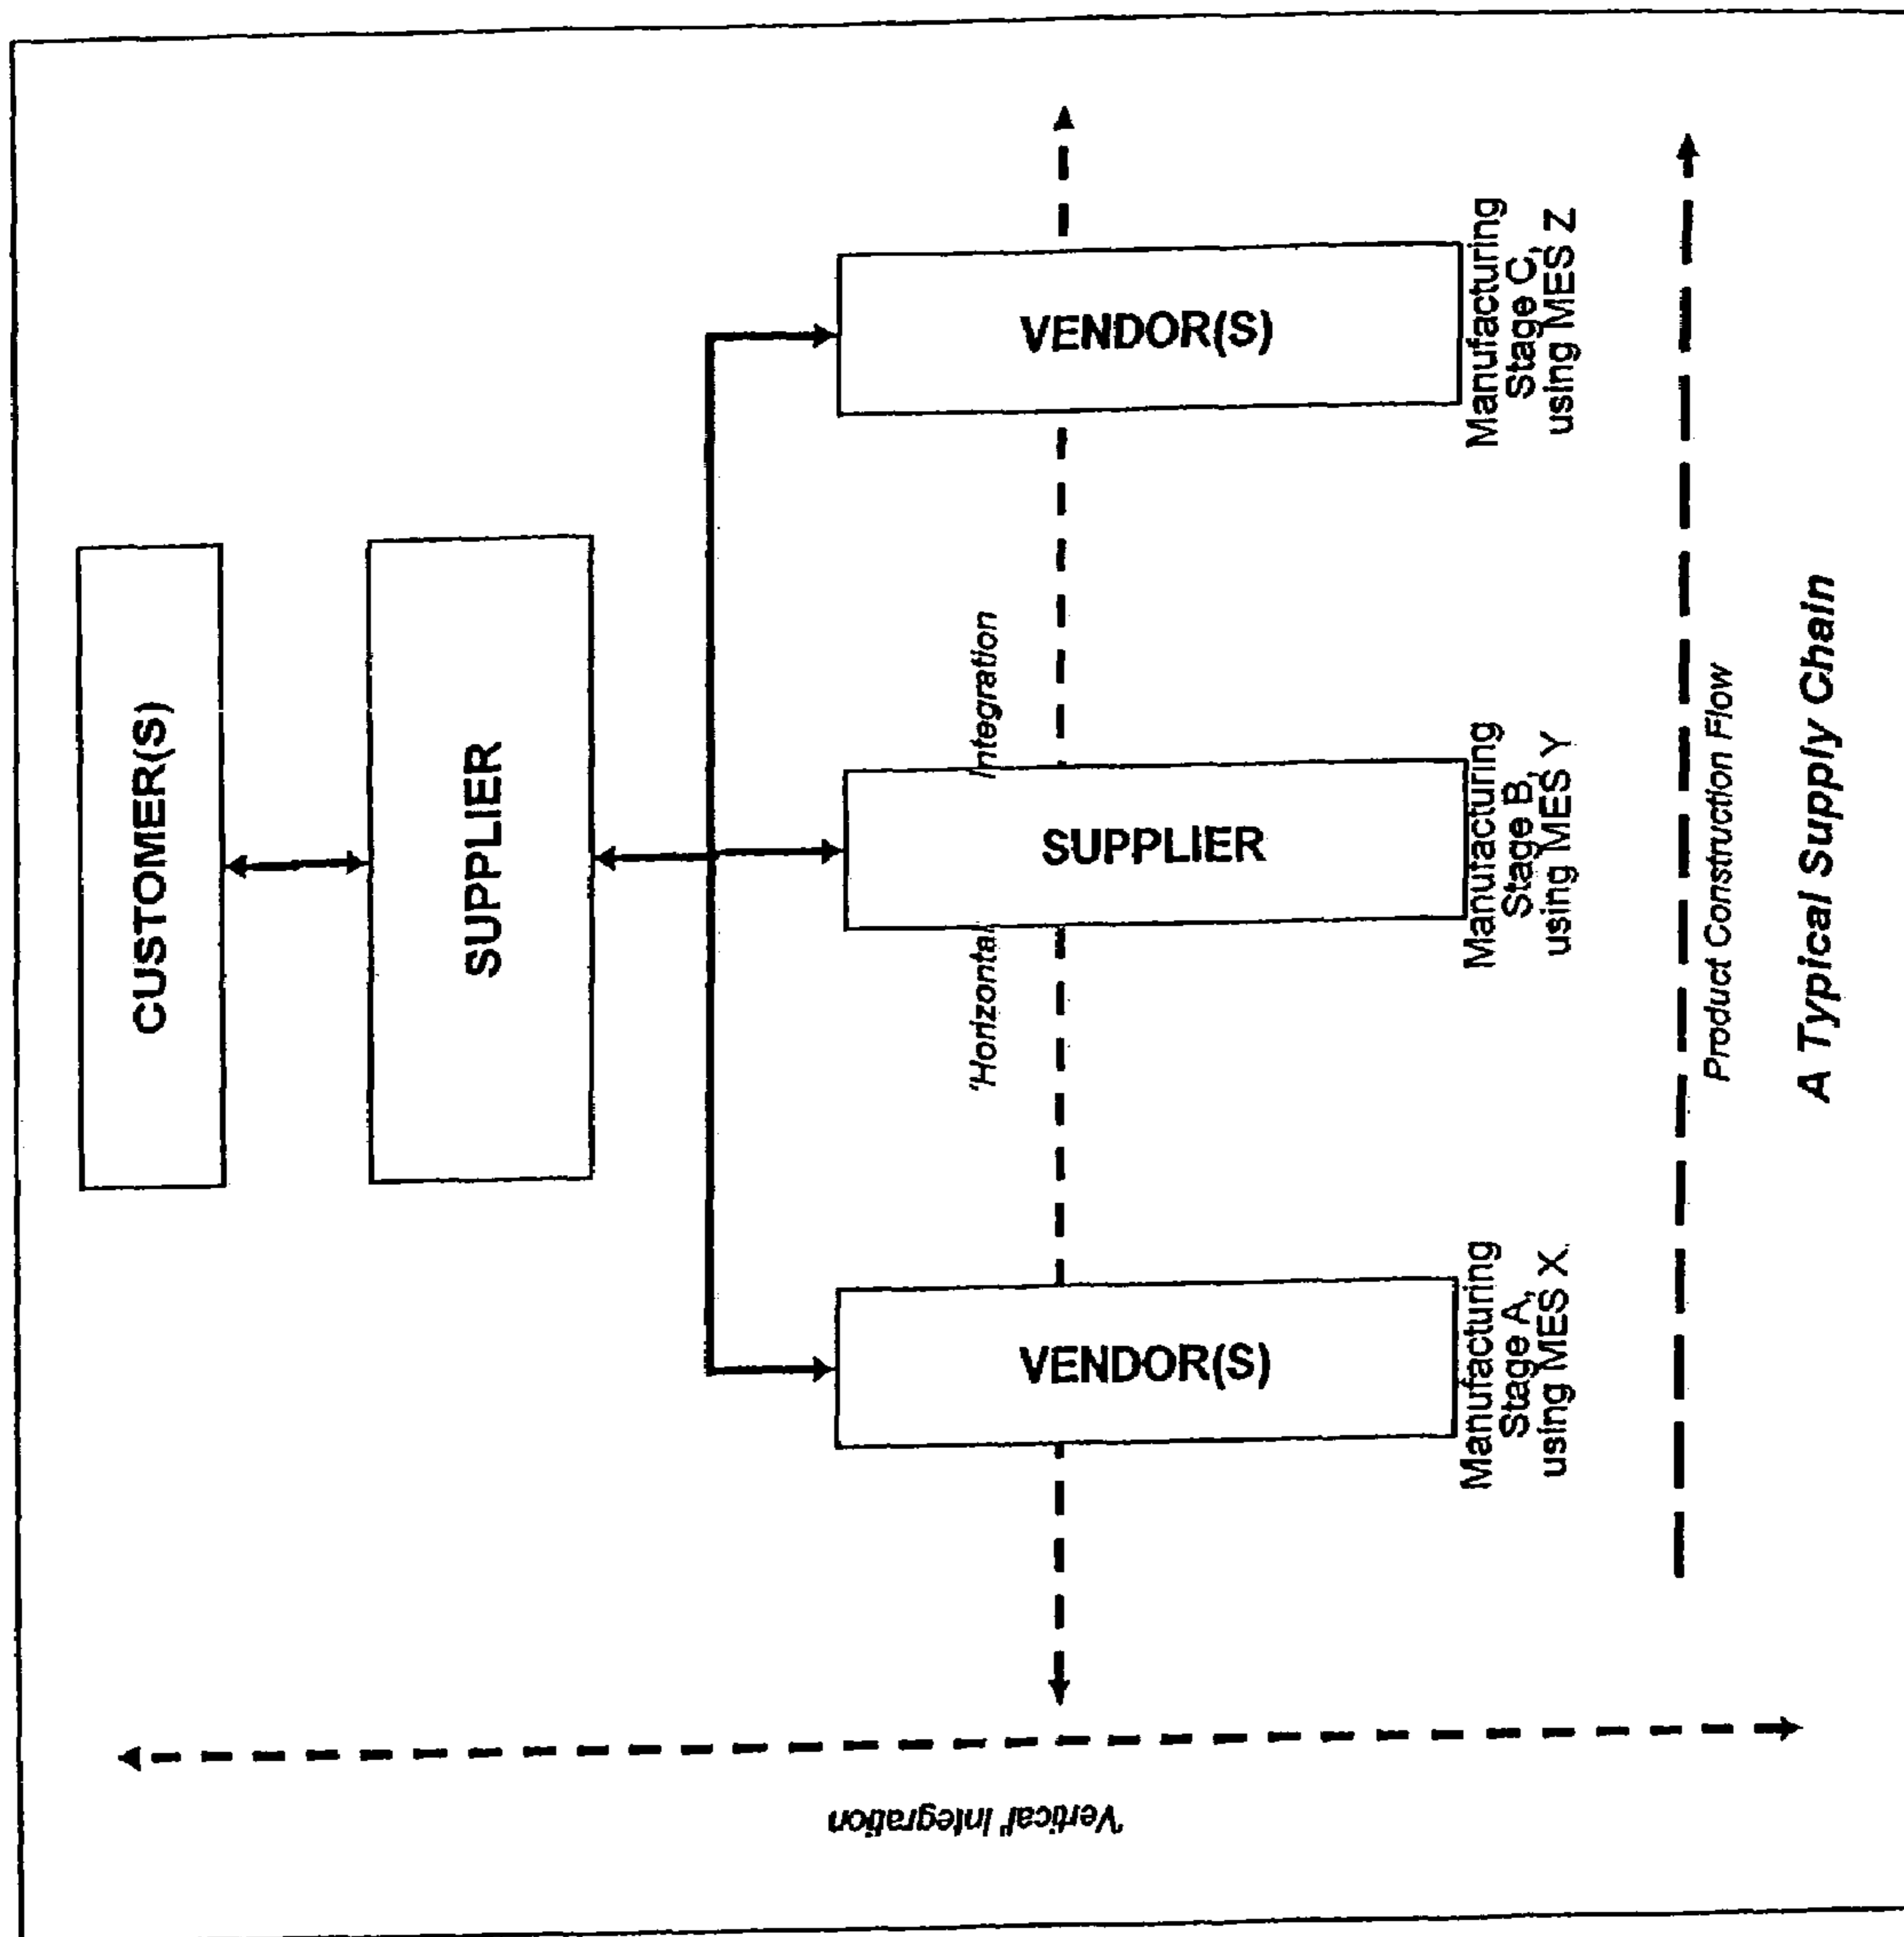 CUSTOMER(S)
SUPPLIER
'Horizontal
Integration
VENDOR(S)
SUPPLIER
VENDOR(S)
Manufacturing
Stage A,
using MES X.
Manufacturing
Stage B,
using MES Y
Manufacturing
Stage C,
using MES Z
'Vertical' Integration
Product Construction Flow
A Typical Supply Chain